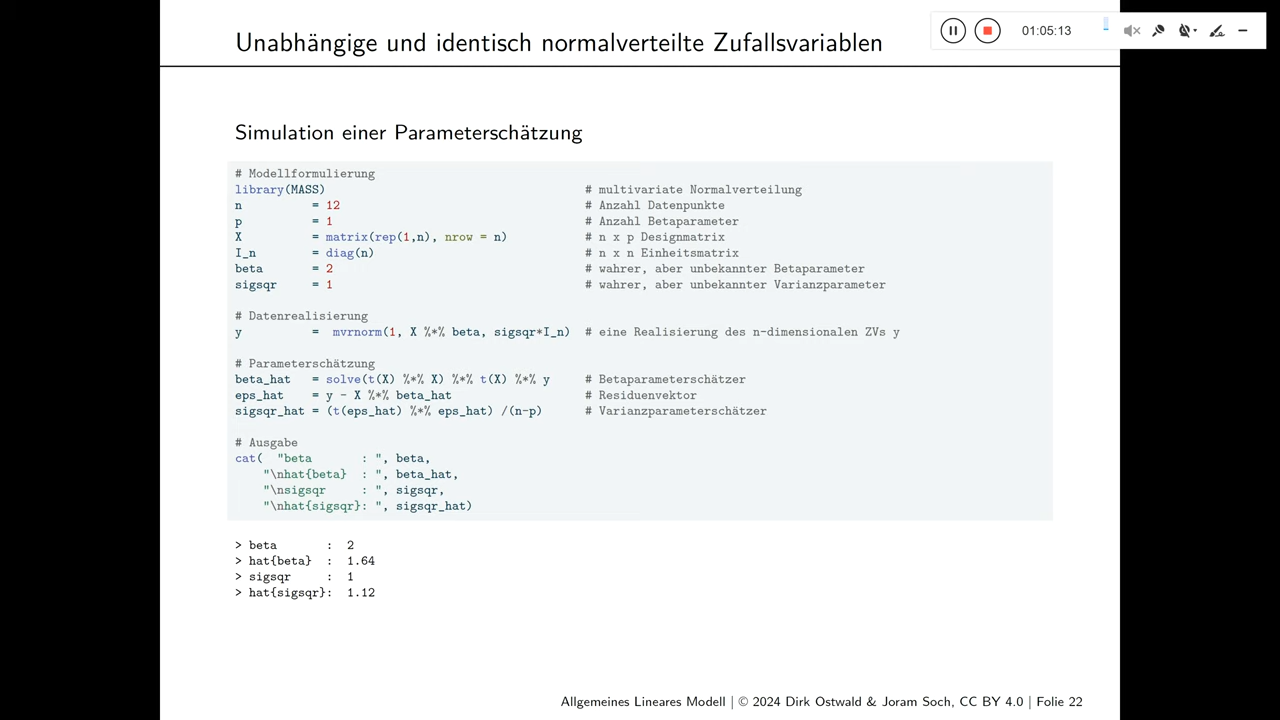 Unabhängige und identisch normalverteilte Zufallsvariablen
01:05:13
Simulation einer Parameterschätzung
# Modellformulierung
library(MASS) # multivariate Normalverteilung
n = 12 # Anzahl Datenpunkte
p = 1 # Anzahl Betaparameter
X = matrix(rep(1,n), nrow = n) # n x p Designmatrix
I_n = diag(n) # n x n Einheitsmatrix
beta = 2 # wahrer, aber unbekannter Betaparameter
sigsqr = 1 # wahrer, aber unbekannter Varianzparameter
# Datenrealisierung
y = mvrnorm(1, X %*% beta, sigsqr*I_n) # eine Realisierung des n-dimensionalen ZVs y
# Parameterschätzung
beta_hat = solve(t(X) %*% X) %*% t(X) %*% y # Betaparameterschätzer
eps_hat = y - X %*% beta_hat # Residuenvektor
sigsqr_hat = (t(eps_hat) %*% eps_hat) /(n-p) # Varianzparameterschätzer
# Ausgabe
cat( "beta : ", beta,
"\nhat{beta} : ", beta_hat,
"\nsigsqr : ", sigsqr,
"\nhat{sigsqr}: ", sigsqr_hat)
> beta : 2
> hat{beta} : 1.64
> sigsqr : 1
> hat{sigsqr}: 1.12
Allgemeines Lineares Modell | © 2024 Dirk Ostwald & Joram Soch, CC BY 4.0 | Folie 22